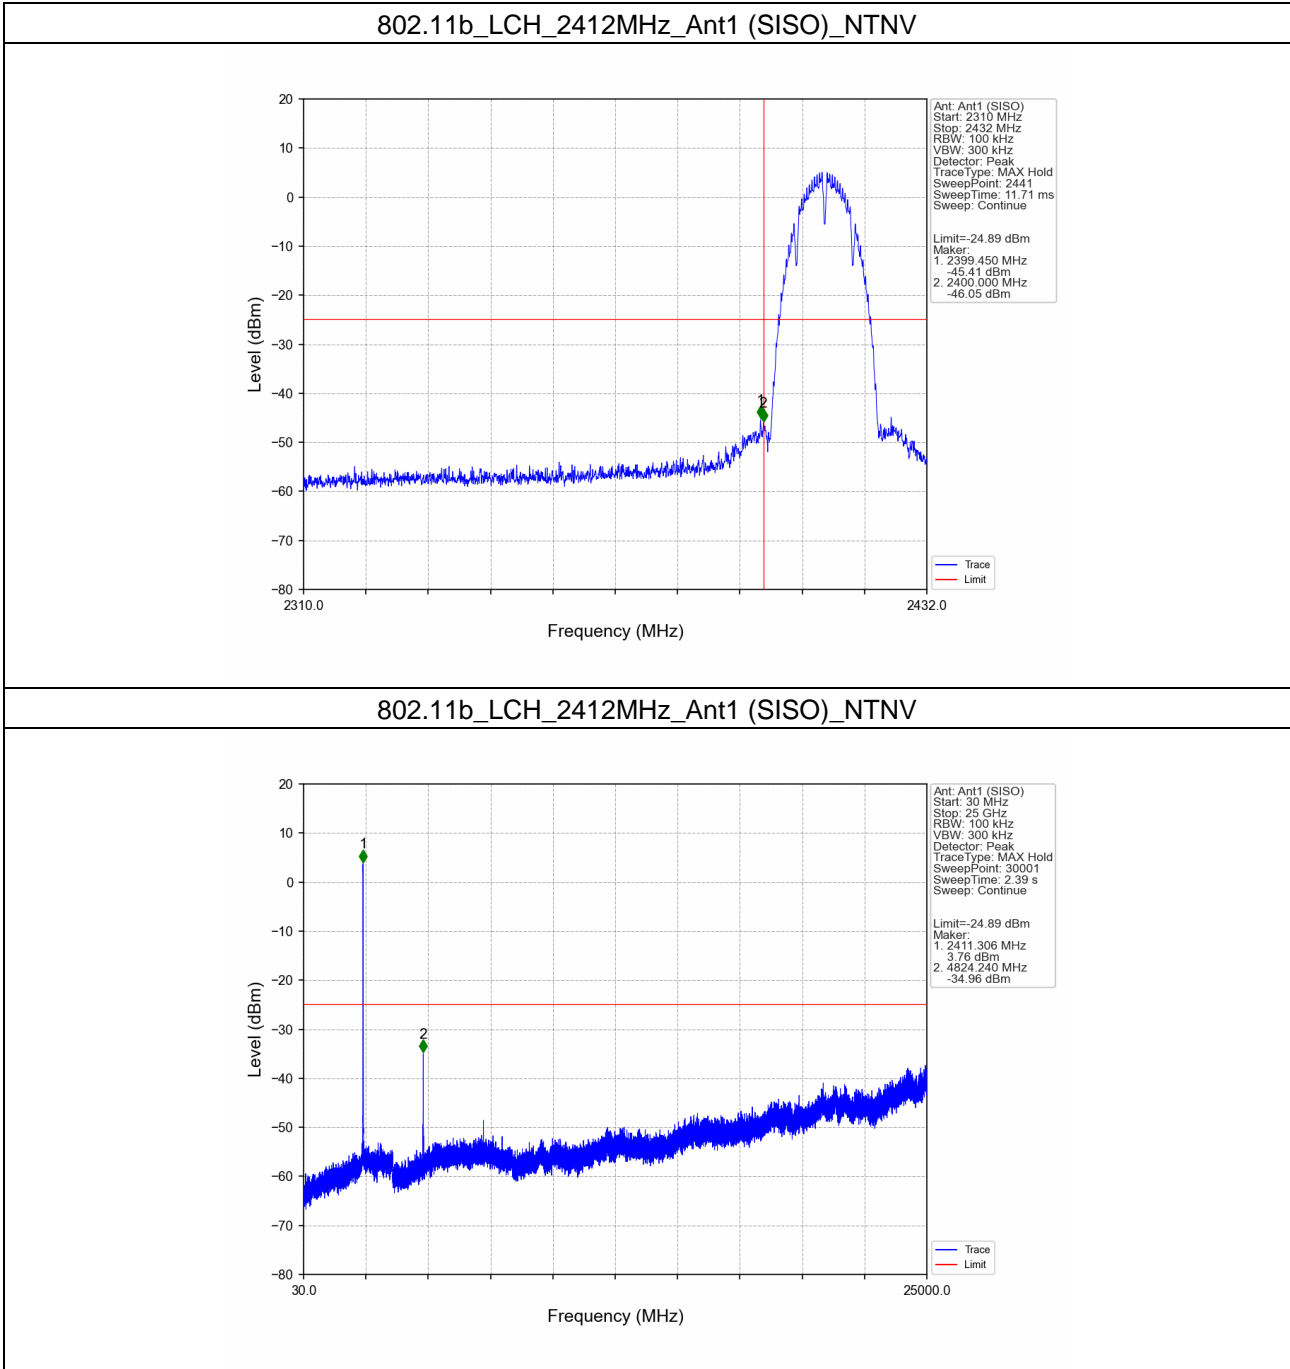 802.11b_LCH_2412MHz_Ant1 (SISO)_NTNV
20
10
0
−10
−20
−30
−40
−50
−60
−70
−80
Level (dBm)
1
2
2310.0
2432.0
Frequency (MHz)
Ant: Ant1 (SISO)
Start: 2310 MHz
Stop: 2432 MHz
RBW: 100 kHz
VBW: 300 kHz
Detector: Peak
TraceType: MAX Hold
SweepPoint: 2441
SweepTime: 11.71 ms
Sweep: Continue
Limit=-24.89 dBm
Maker:
1. 2399.450 MHz
-45.41 dBm
2. 2400.000 MHz
-46.05 dBm
Trace
Limit
802.11b_LCH_2412MHz_Ant1 (SISO)_NTNV
20
10
0
−10
−20
−30
−40
−50
−60
−70
−80
Level (dBm)
1
2
30.0
25000.0
Frequency (MHz)
Ant: Ant1 (SISO)
Start: 30 MHz
Stop: 25 GHz
RBW: 100 kHz
VBW: 300 kHz
Detector: Peak
TraceType: MAX Hold
SweepPoint: 30001
SweepTime: 2.39 s
Sweep: Continue
Limit=-24.89 dBm
Maker:
1. 2411.306 MHz
3.76 dBm
2. 4824.240 MHz
-34.96 dBm
Trace
Limit